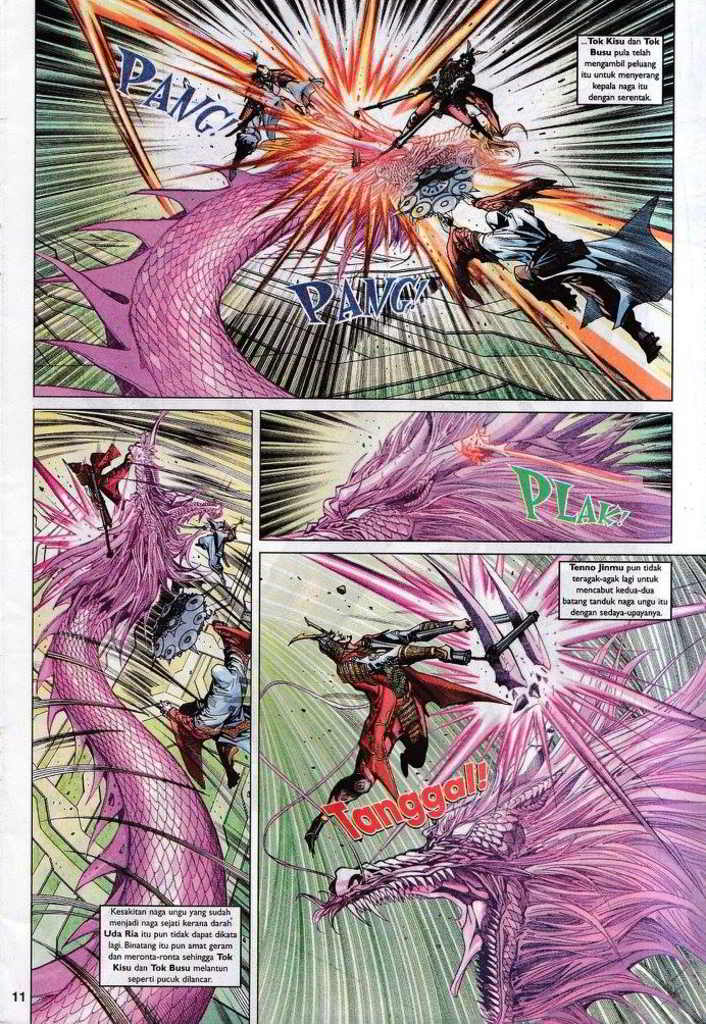 ...Tok Kisu dan Tok
Busu pula telah
mengambil peluang
itu untuk menyerang
kepala naga itu
dengan serentak.
PANG!
PANG!
PLAK!
Tenno Jinmu pun tidak
teragak-agak lagi untuk
mencabut kedua-dua
batang tanduk naga ungu itu
dengan sedaya-upayanya.
Tanggal!
Kesakitan naga ungu yang sudah
menjadi naga sejati kerana darah
Uda Ria itu pun tidak dapat dikata
lagi. Binatang itu pun amat geram
dan meronta-ronta sehingga Tok
Kisu dan Tok Busu melantun
seperti pucuk dilancar.
11